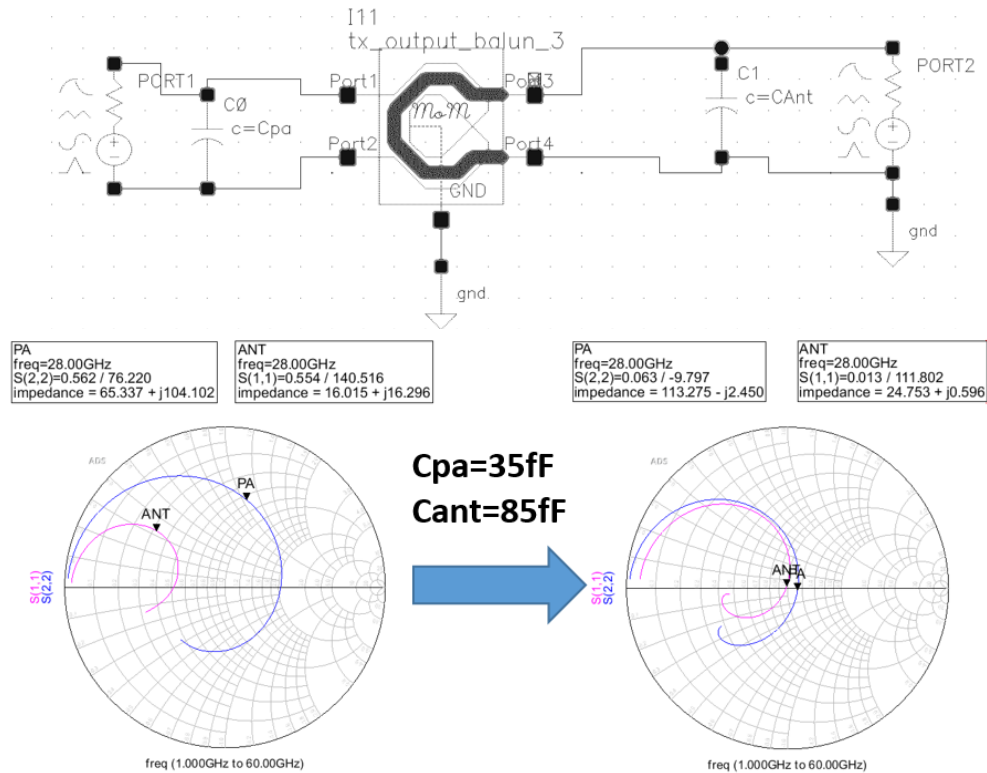 I11
tx_output_balun_3
PORT1
Port1
Port3
C1
PORT2
CØ
c=Cpa
MoM
c=CAnt
Port2
Port4
GND
gnd
gnd
PA
freq=28.00GHz
S(2,2)=0.562 / 76.220
impedance = 65.337 + j104.102
ANT
freq=28.00GHz
S(1,1)=0.554 / 140.516
impedance = 16.015 + j16.296
PA
freq=28.00GHz
S(2,2)=0.063 / -9.797
impedance = 113.275 - j2.450
ANT
freq=28.00GHz
S(1,1)=0.013 / 111.802
impedance = 24.753 + j0.596
ADS
PA
ANT
S(1,1)
S(2,2)
freq (1.000GHz to 60.00GHz)
Cpa=35fF
Cant=85fF
ADS
S(1,1)
S(2,2)
freq (1.000GHz to 60.00GHz)